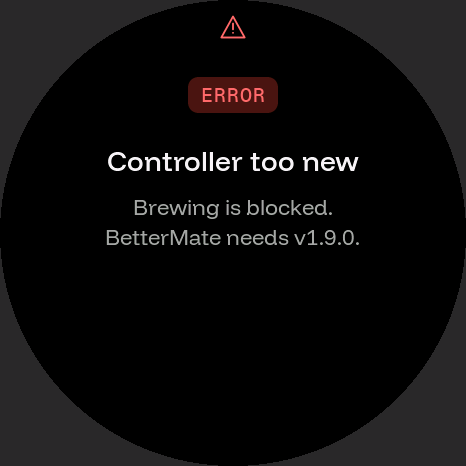 ERROR
Controller too new
Brewing is blocked.
BetterMate needs v1.9.0.